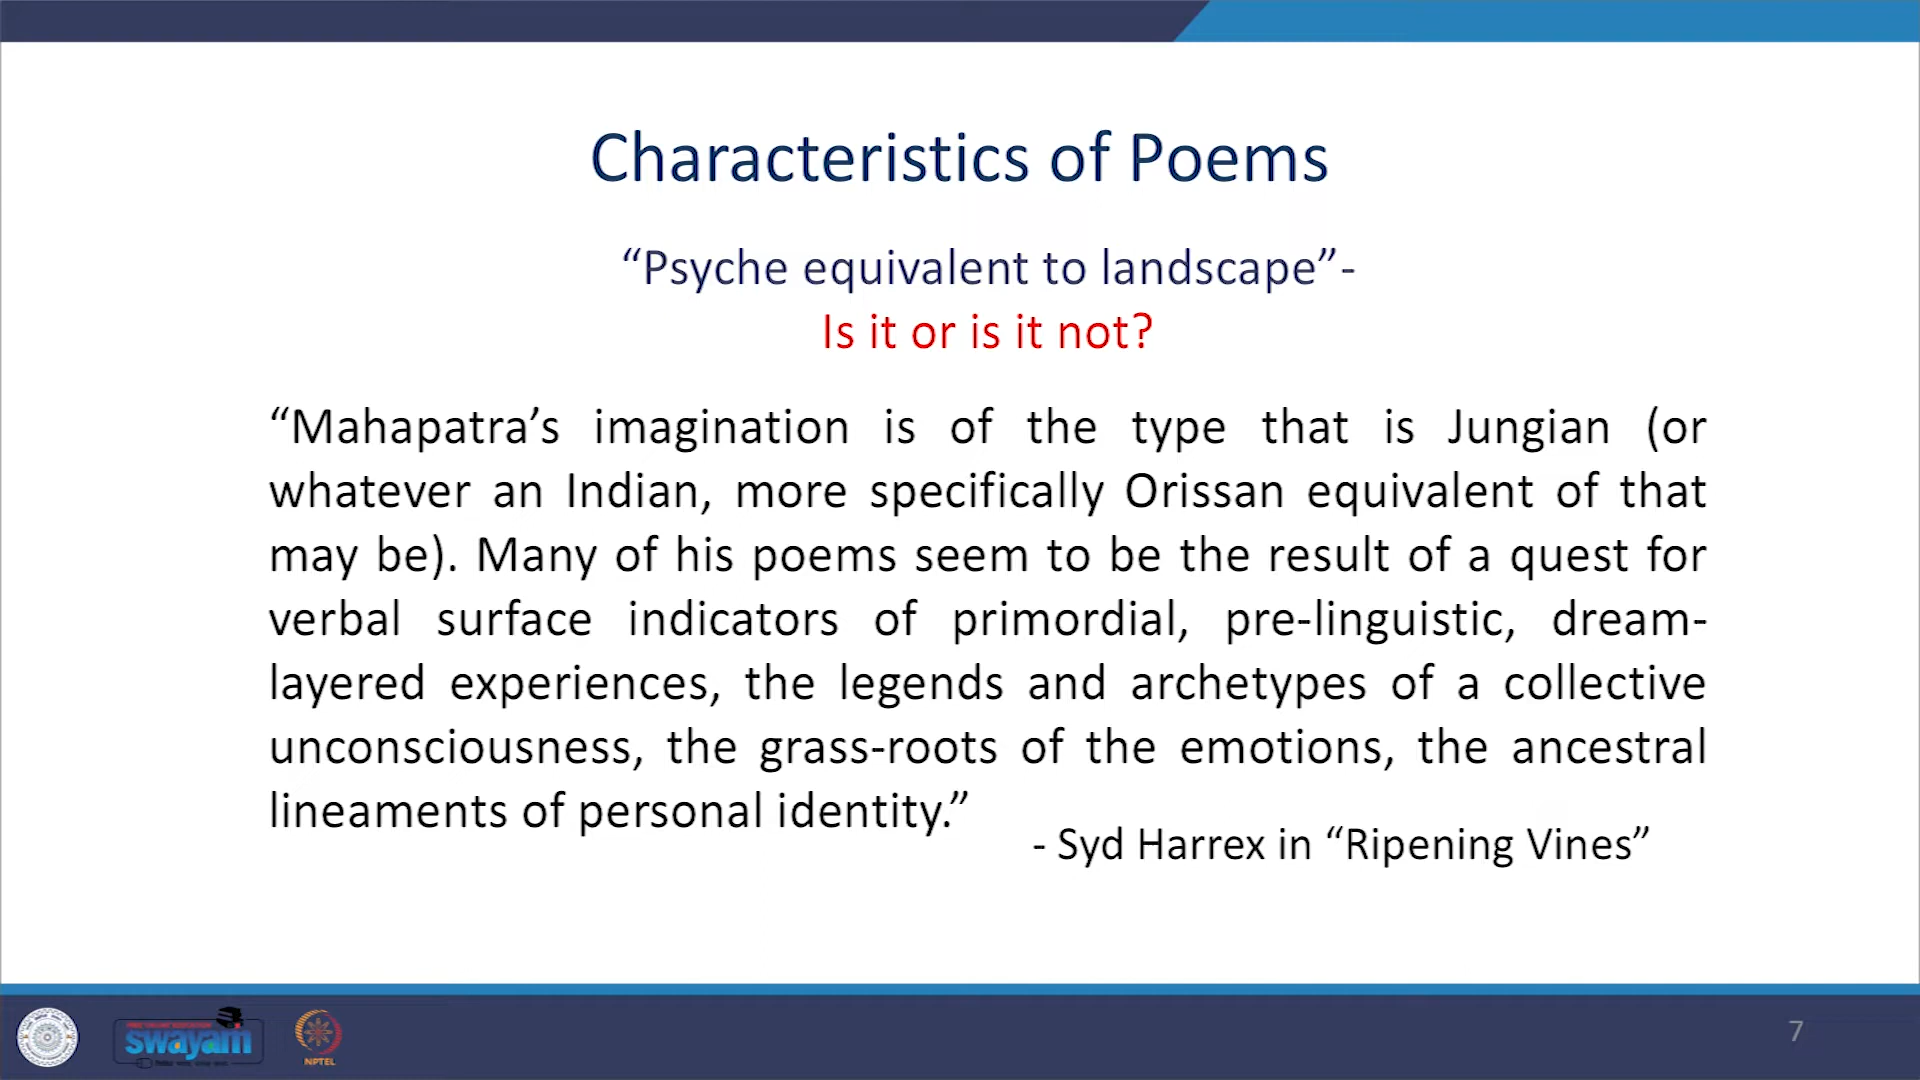 Characteristics of Poems
“Psyche equivalent to landscape”-
Is it or is it not?
“Mahapatra’s imagination is of the type that is Jungian (or
whatever an Indian, more specifically Orissan equivalent of that
may be). Many of his poems seem to be the result of a quest for
verbal surface indicators of primordial, pre-linguistic, dream-
layered experiences, the legends and archetypes of a collective
unconsciousness, the grass-roots of the emotions, the ancestral
lineaments of personal identity.”
- Syd Harrex in “Ripening Vines”
swayam
NPTEL
7